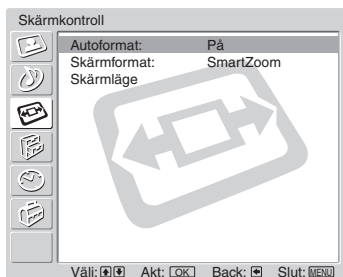 Skärmkontroll
Autoformat: På
Skärmformat: SmartZoom
Skärmläge
Välj: Akt: OK Back: Slut: MENU